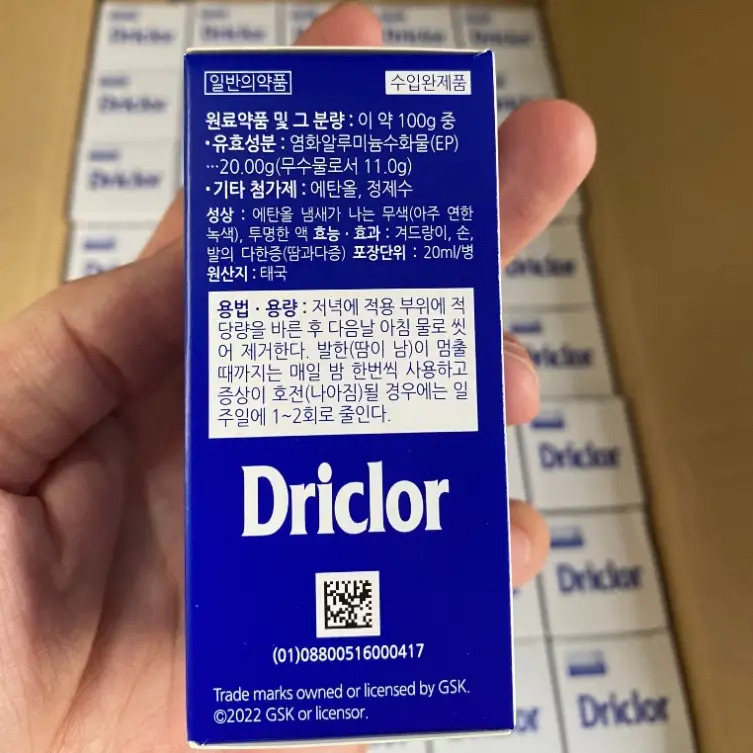 일반의약품 수입완제품
원료약품 및 그 분량 : 이 약 100g 중
•유효성분 : 염화알루미늄수화물(EP)
…20.00g(무수물로서 11.0g)
•기타 첨가제 : 에탄올, 정제수
성상 : 에탄올 냄새가 나는 무색(아주 연한
녹색), 투명한 액 효능·효과 : 겨드랑이, 손,
발의 다한증(땀과다증) 포장단위 : 20ml/병
원산지 : 태국
용법·용량 : 저녁에 적용 부위에 적
당량을 바른 후 다음날 아침 물로 씻
어 제거한다. 발한(땀이 남)이 멈출
때까지는 매일 밤 한번씩 사용하고
증상이 호전(나아짐)될 경우에는 일
주일에 1~2회로 줄인다.
Driclor
(01)08800516000417
Trade marks owned or licensed by GSK.
©2022 GSK or licensor.
Driclor
Driclor
Driclor
Driclor
Driclor
Driclor